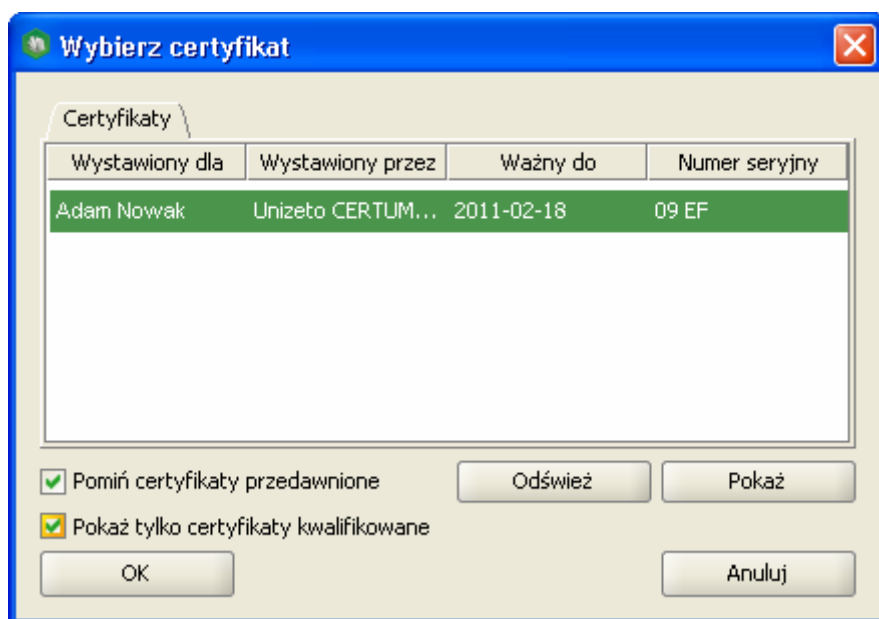 Wybierz certyfikat
Certyfikaty
Wystawiony dla Wystawiony przez Ważny do Numer seryjny
Adam Nowak Unizeto CERTUM... 2011-02-18 09 EF
Pomiń certyfikaty przedawnione Odśwież Pokaż
Pokaż tylko certyfikaty kwalifikowane
OK Anuluj